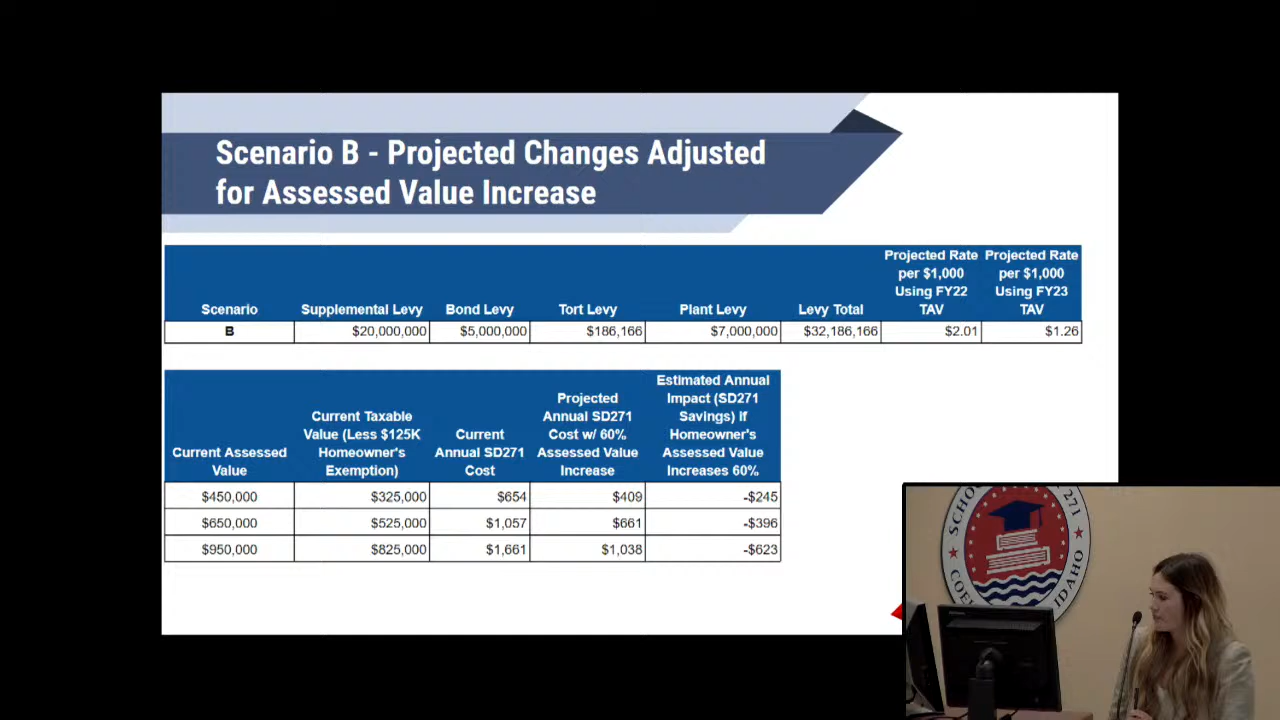 Scenario B - Projected Changes Adjusted
for Assessed Value Increase
Projected Rate
per $1,000
Using FY22
TAV
Projected Rate
per $1,000
Using FY23
TAV
Scenario
Supplemental Levy
Bond Levy
Tort Levy
Plant Levy
Levy Total
B
$20,000,000
$5,000,000
$186,166
$7,000,000
$32,186,166
$2.01
$1.26
Current Assessed
Value
Current Taxable
Value (Less $125K
Homeowner's
Exemption)
Current
Annual SD271
Cost
Projected
Annual SD271
Cost w/ 60%
Assessed Value
Increase
Estimated Annual
Impact (SD271
Savings) if
Homeowner's
Assessed Value
Increases 60%
$450,000
$325,000
$654
$409
-$245
$650,000
$525,000
$1,057
$661
-$396
$950,000
$825,000
$1,661
$1,038
-$623
271
IDAHO